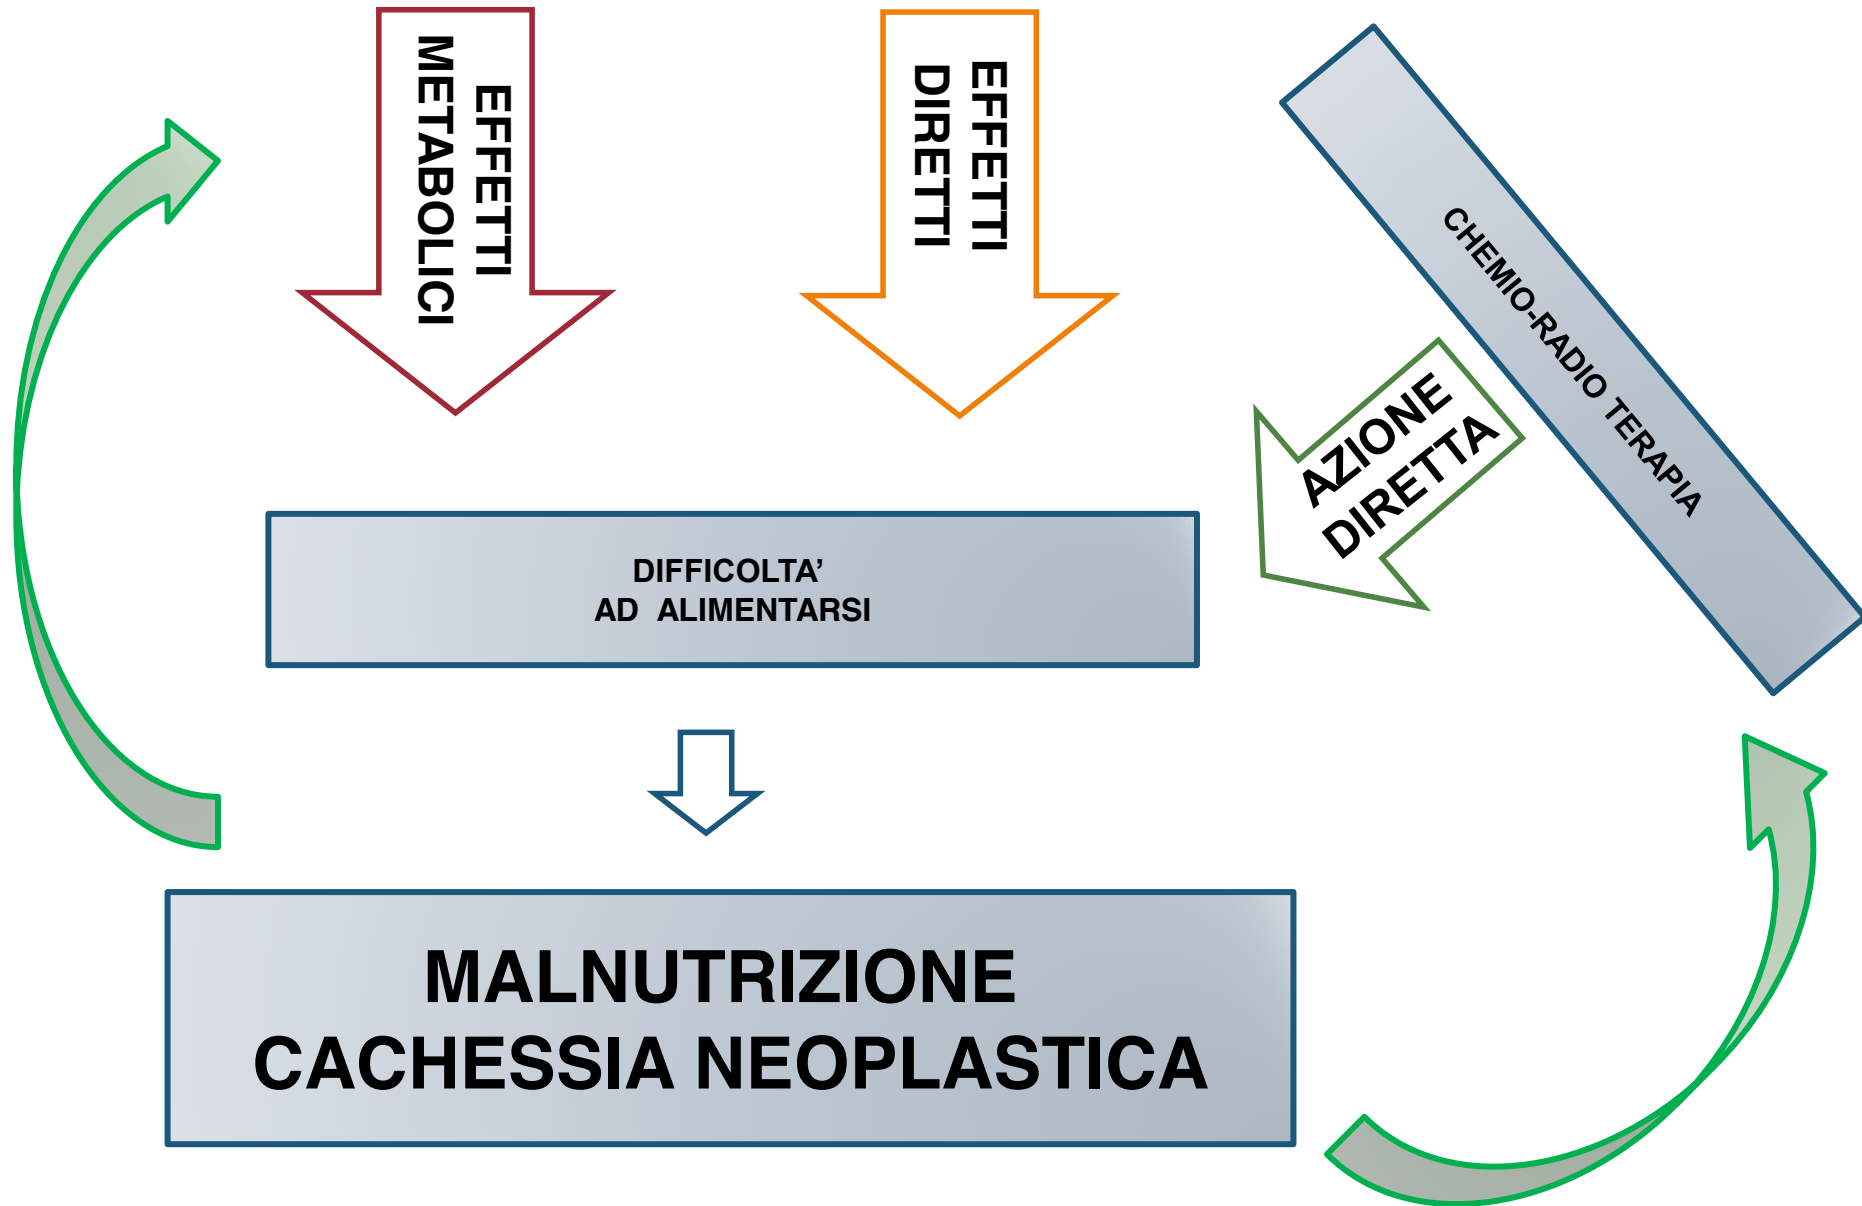 EFFETTI
METABOLICI
EFFETTI
DIRETTI
CHEMIO-RADIO TERAPIA
AZIONE
DIRETTA
DIFFICOLTA’
AD ALIMENTARSI
MALNUTRIZIONE
CACHESSIA NEOPLASTICA